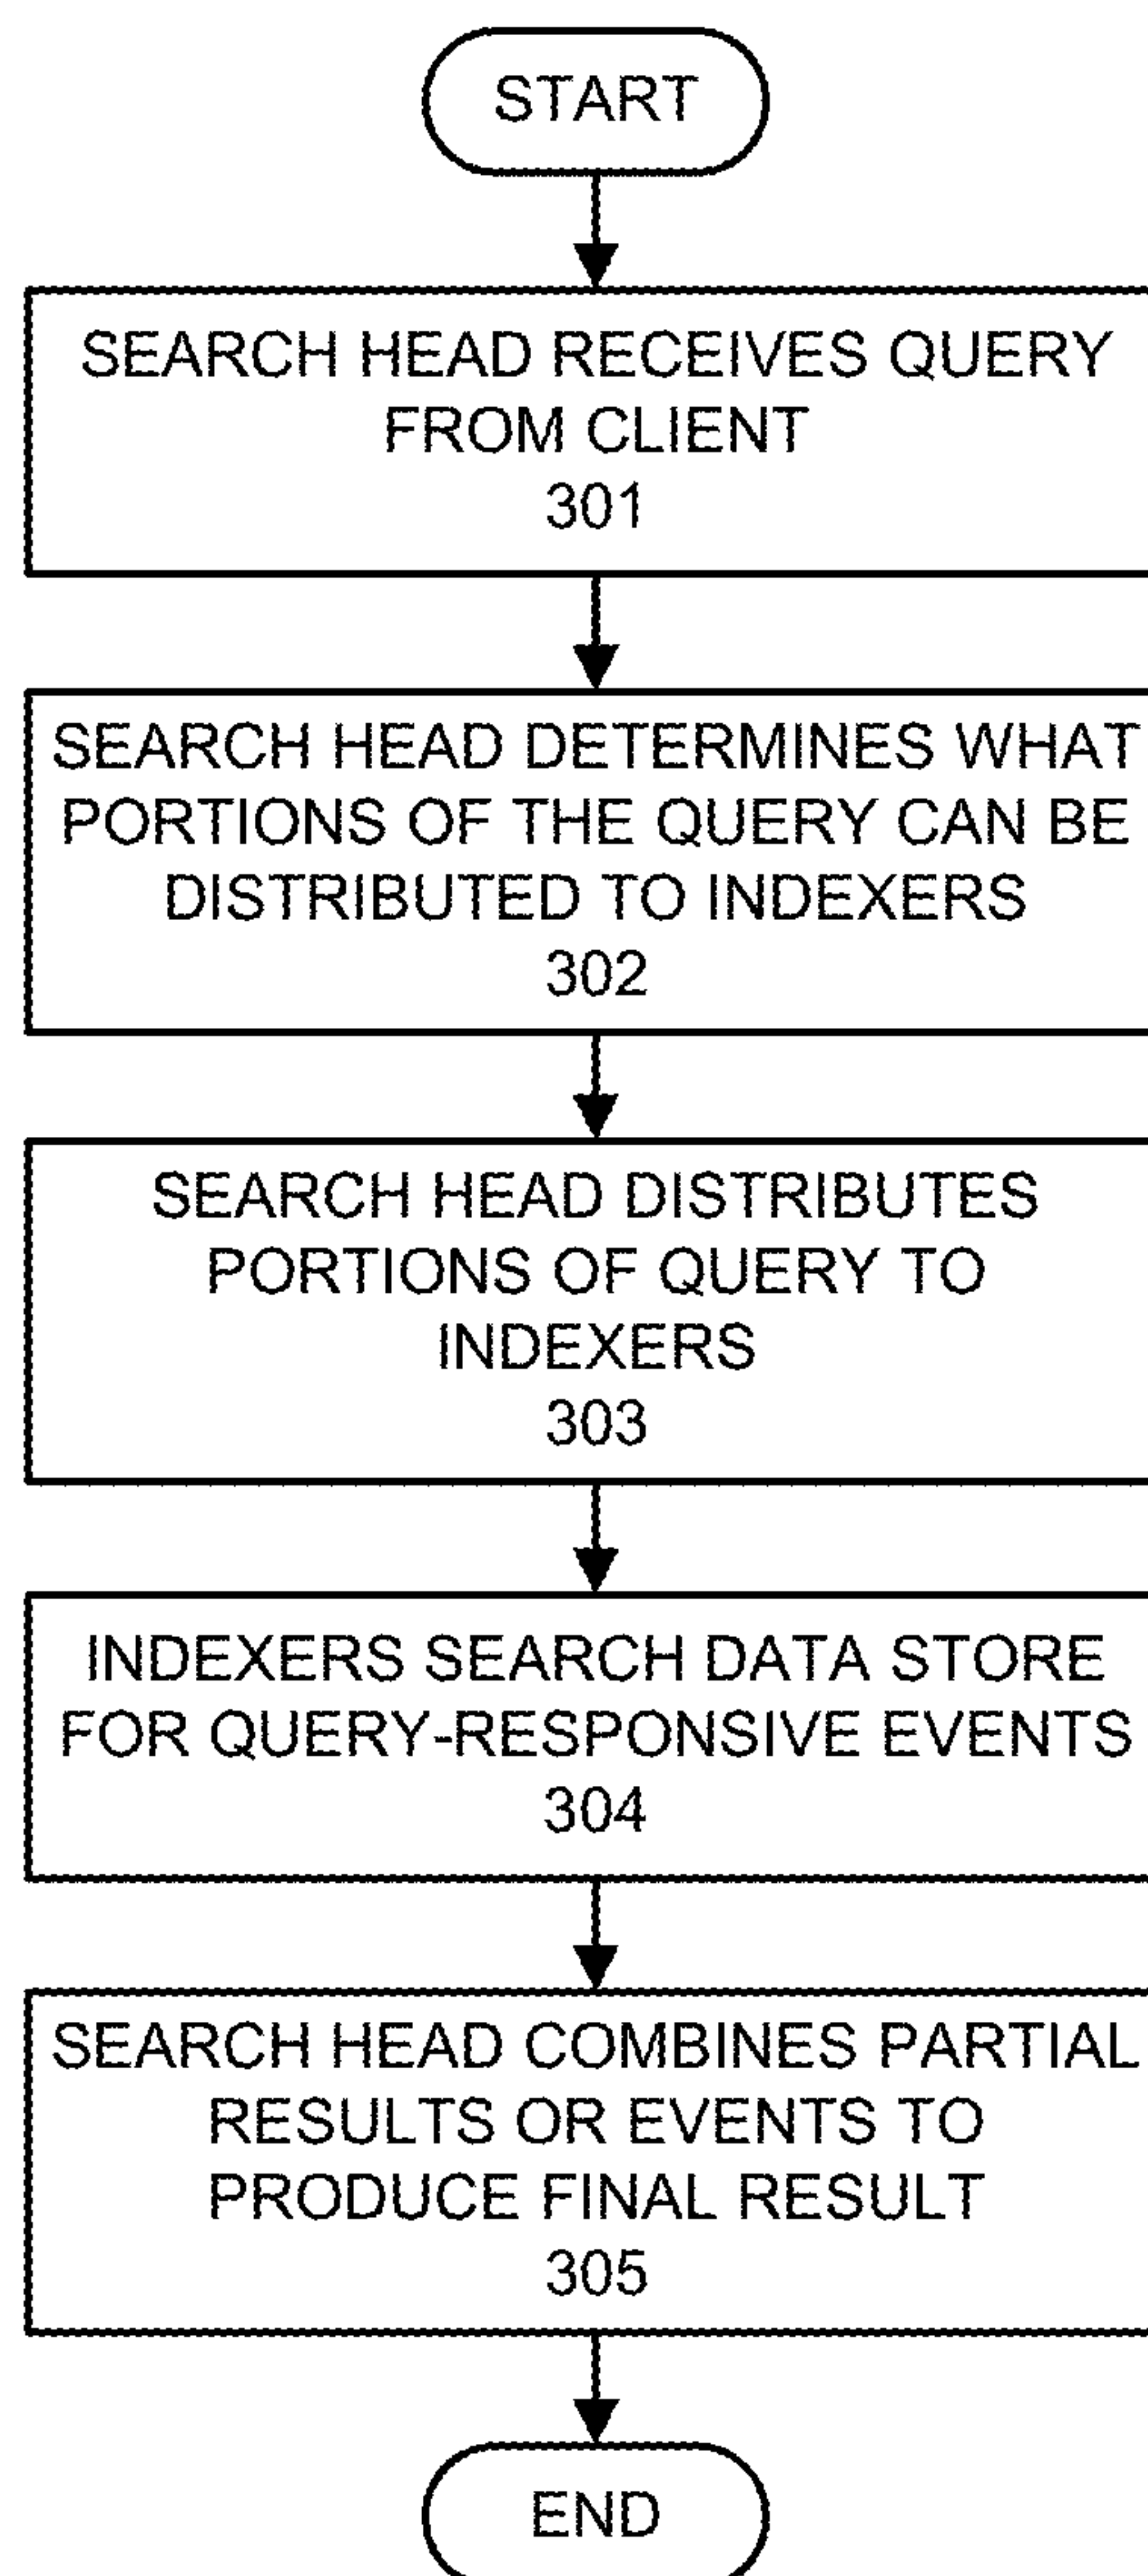 START
SEARCH HEAD RECEIVES QUERY
FROM CLIENT
301
SEARCH HEAD DETERMINES WHAT
PORTIONS OF THE QUERY CAN BE
DISTRIBUTED TO INDEXERS
302
SEARCH HEAD DISTRIBUTES
PORTIONS OF QUERY TO
INDEXERS
303
INDEXERS SEARCH DATA STORE
FOR QUERY-RESPONSIVE EVENTS
304
SEARCH HEAD COMBINES PARTIAL
RESULTS OR EVENTS TO
PRODUCE FINAL RESULT
305
END